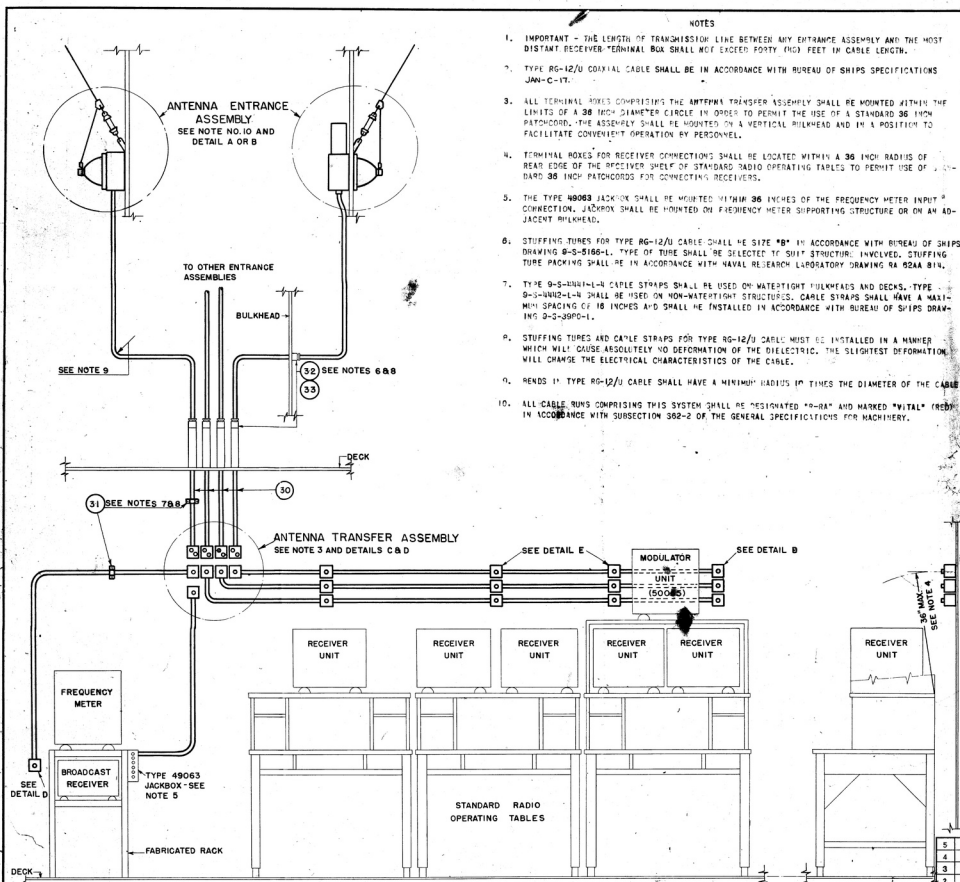 NOTES
1. IMPORTANT - THE LENGTH OF TRANSMISSION LINE BETWEEN ANY ENTRANCE ASSEMBLY AND THE MOST
DISTANT RECEIVER TERMINAL BOX SHALL NOT EXCEED FORTY (40) FEET IN CABLE LENGTH.
2. TYPE RG-12/U COAXIAL CABLE SHALL BE IN ACCORDANCE WITH BUREAU OF SHIPS SPECIFICATIONS
JAN-C-17.
3. ALL TERMINAL BOXES COMPRISING THE ANTENNA TRANSFER ASSEMBLY SHALL BE MOUNTED WITHIN THE
LIMITS OF A 36 INCH DIAMETER CIRCLE IN ORDER TO PERMIT THE USE OF A STANDARD 36 INCH
PATCHCORD. THE ASSEMBLY SHALL BE MOUNTED ON A VERTICAL BULKHEAD AND IN A POSITION TO
FACILITATE CONVENIENT OPERATION BY PERSONNEL.
4. TERMINAL BOXES FOR RECEIVER CONNECTIONS SHALL BE LOCATED WITHIN A 36 INCH RADIUS OF
REAR EDGE OF THE RECEIVER SHELF OF STANDARD RADIO OPERATING TABLES TO PERMIT USE OF
DARD 36 INCH PATCHCORDS FOR CONNECTING RECEIVERS.
5. THE TYPE 49063 JACKBOX SHALL BE MOUNTED WITHIN 36 INCHES OF THE FREQUENCY METER INPUT
CONNECTION. JACKBOX SHALL BE MOUNTED ON FREQUENCY METER SUPPORTING STRUCTURE OR ON AN AD-
JACENT BULKHEAD.
6. STUFFING TUBES FOR TYPE RG-12/U CABLE SHALL BE SIZE "B" IN ACCORDANCE WITH BUREAU OF SHIPS
DRAWING 9-S-5166-L. TYPE OF TUBE SHALL BE SELECTED TO SUIT STRUCTURE INVOLVED. STUFFING
TUBE PACKING SHALL BE IN ACCORDANCE WITH NAVAL RESEARCH LABORATORY DRAWING RA 62AA 814.
7. TYPE 9-S-4441-L-4 CABLE STRAPS SHALL BE USED ON WATERTIGHT BULKHEADS AND DECKS. TYPE
9-S-4442-L-4 SHALL BE USED ON NON-WATERTIGHT STRUCTURES. CABLE STRAPS SHALL HAVE A MAXI-
MUM SPACING OF 16 INCHES AND SHALL BE INSTALLED IN ACCORDANCE WITH BUREAU OF SHIPS DRAW-
ING 9-S-3980-L.
8. STUFFING TUBES AND CABLE STRAPS FOR TYPE RG-12/U CABLE MUST BE INSTALLED IN A MANNER
WHICH WILL CAUSE ABSOLUTELY NO DEFORMATION OF THE DIELECTRIC. THE SLIGHTEST DEFORMATION
WILL CHANGE THE ELECTRICAL CHARACTERISTICS OF THE CABLE.
9. BENDS IN TYPE RG-12/U CABLE SHALL HAVE A MINIMUM RADIUS 10 TIMES THE DIAMETER OF THE CABLE
10. ALL CABLE RUNS COMPRISING THIS SYSTEM SHALL BE DESIGNATED "R-RA" AND MARKED "VITAL" (RED)
IN ACCORDANCE WITH SUBSECTION S62-2 OF THE GENERAL SPECIFICATIONS FOR MACHINERY.
ANTENNA ENTRANCE
ASSEMBLY
SEE NOTE NO.10 AND
DETAIL A OR B
TO OTHER ENTRANCE
ASSEMBLIES
BULKHEAD
SEE NOTE 9
32 SEE NOTES 6&8
33
DECK
30
31 SEE NOTES 7&8
ANTENNA TRANSFER ASSEMBLY
SEE NOTE 3 AND DETAILS C & D
SEE DETAIL E
MODULATOR
UNIT
SEE DETAIL B
36" MAX.
SEE NOTE 4
RECEIVER
UNIT
RECEIVER
UNIT
RECEIVER
UNIT
RECEIVER
UNIT
RECEIVER
UNIT
RECEIVER
UNIT
FREQUENCY
METER
BROADCAST
RECEIVER
SEE
DETAIL D
TYPE 49063
JACKBOX - SEE
NOTE 5
STANDARD RADIO
OPERATING TABLES
FABRICATED RACK
DECK
5
4
3